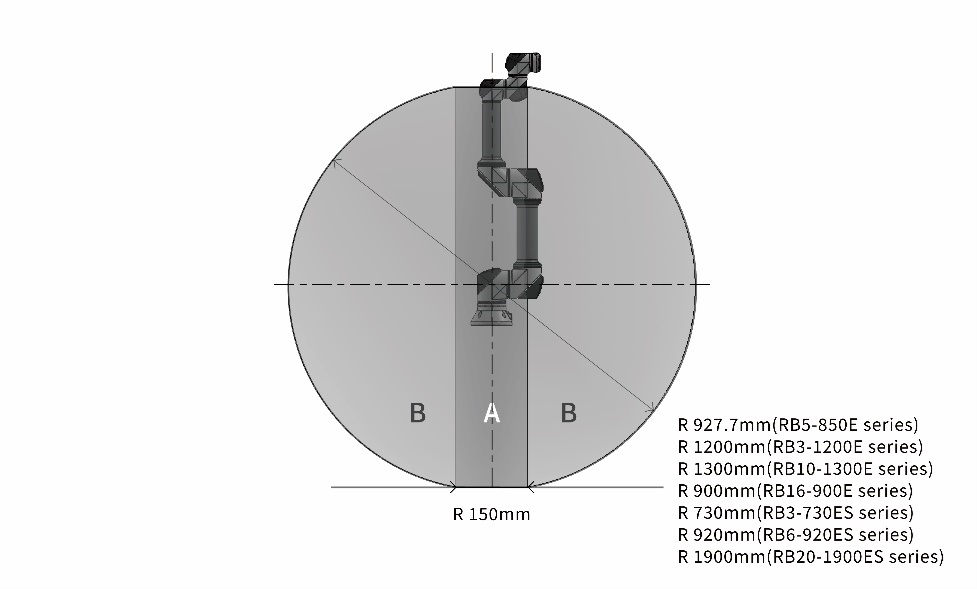 B A B
R 150mm
R 927.7mm(RB5-850E series)
R 1200mm(RB3-1200E series)
R 1300mm(RB10-1300E series)
R 900mm(RB16-900E series)
R 730mm(RB3-730ES series)
R 920mm(RB6-920ES series)
R 1900mm(RB20-1900ES series)